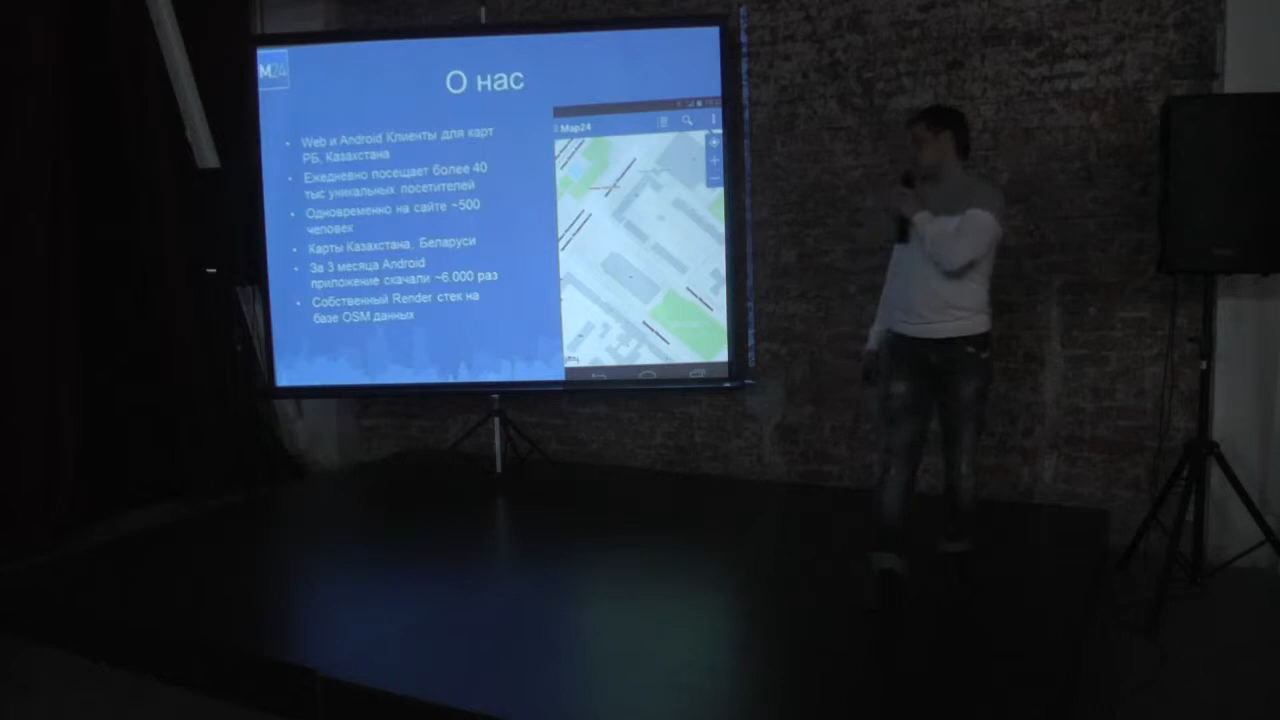 M24
О нас
• Web и Android Клиенты для карт
РБ, Казахстана
• Ежедневно посещает более 40
тыс уникальных посетителей
• Одновременно на сайте ~500
человек
• Карты Казахстана, Беларуси
• За 3 месяца Android
приложение скачали ~6.000 раз
• Собственный Render стек на
базе OSM данных
Map24